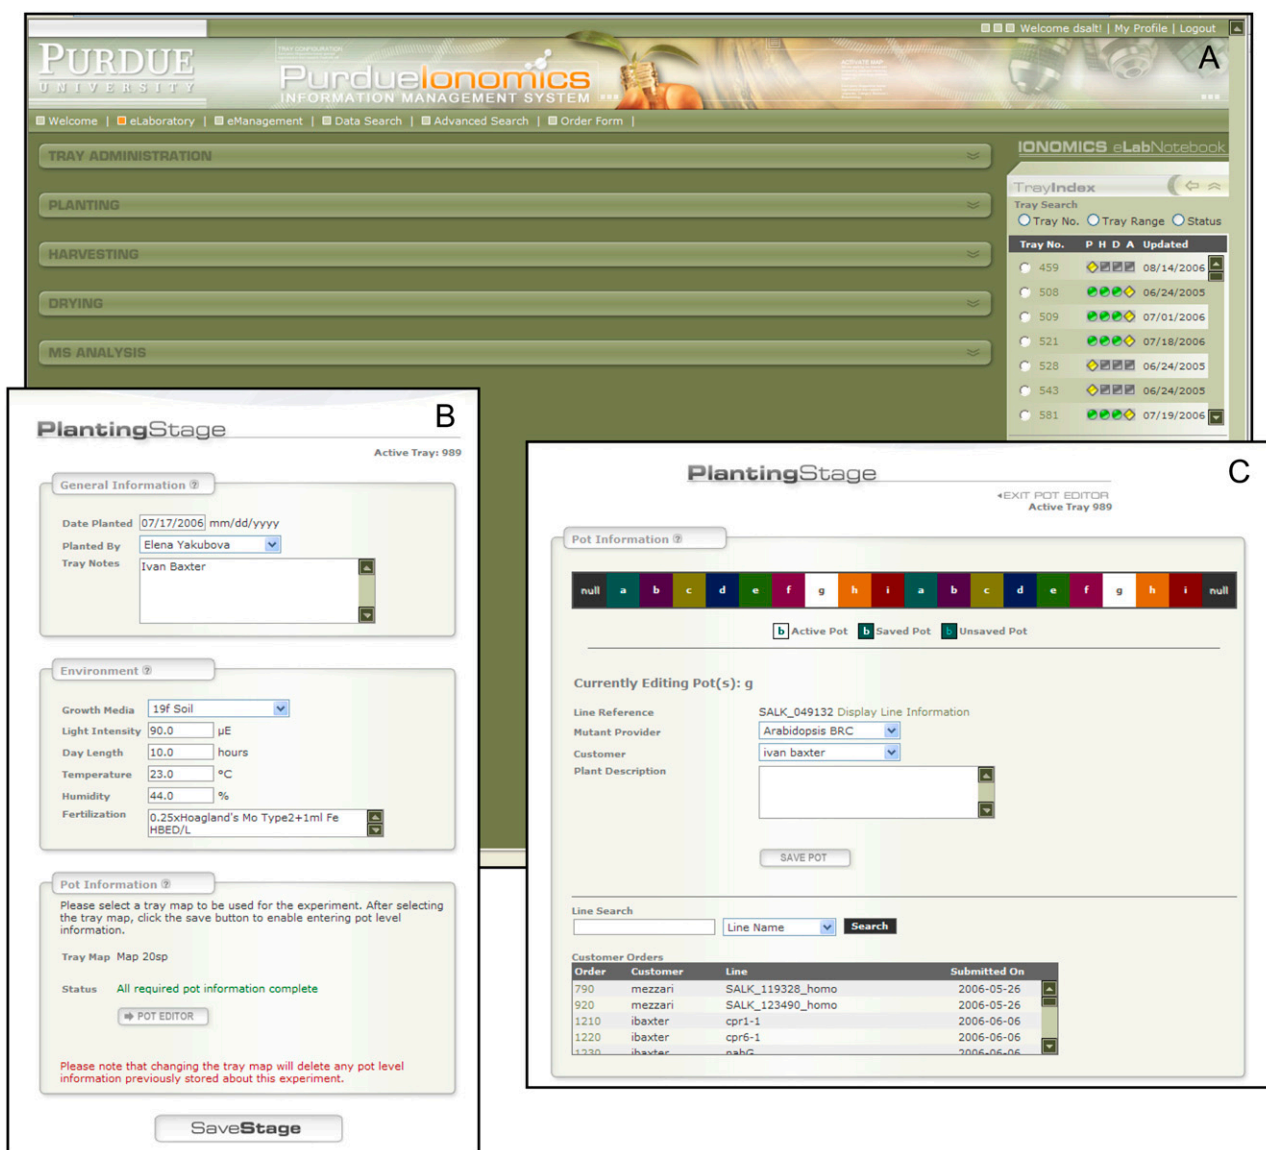 Welcome dsalt! | My Profile | Logout
A
PURDUE
UNIVERSITY
TRAY CONFIGURATION
PurdueIonomics
INFORMATION MANAGEMENT SYSTEM
ACTIVATE MAP
Welcome | eLaboratory | eManagement | Data Search | Advanced Search | Order Form |
TRAY ADMINISTRATION
PLANTING
HARVESTING
DRYING
MS ANALYSIS
IONOMICS eLabNotebook
TrayIndex
Tray Search
Tray No. Tray Range Status
Tray No. P H D A Updated
459 08/14/2006
508 06/24/2005
509 07/01/2006
521 07/18/2006
528 06/24/2005
543 06/24/2005
581 07/19/2006
B
PlantingStage
Active Tray: 989
General Information ?
Date Planted 07/17/2006 mm/dd/yyyy
Planted By Elena Yakubova
Tray Notes Ivan Baxter
Environment ?
Growth Media 19f Soil
Light Intensity 90.0 µE
Day Length 10.0 hours
Temperature 23.0 °C
Humidity 44.0 %
Fertilization 0.25xHoagland's Mo Type2+1ml Fe
HBED/L
Pot Information ?
Please select a tray map to be used for the experiment. After selecting
the tray map, click the save button to enable entering pot level
information.
Tray Map Map 20sp
Status All required pot information complete
POT EDITOR
Please note that changing the tray map will delete any pot level
information previously stored about this experiment.
SaveStage
C
PlantingStage
EXIT POT EDITOR
Active Tray 989
Pot Information ?
null a b c d e f g h i a b c d e f g h i null
b Active Pot b Saved Pot b Unsaved Pot
Currently Editing Pot(s): g
Line Reference SALK_049132 Display Line Information
Mutant Provider Arabidopsis BRC
Customer ivan baxter
Plant Description
SAVE POT
Line Search
Line Name Search
Customer Orders
Order Customer Line Submitted On
790 mezzari SALK_119328_homo 2006-05-26
920 mezzari SALK_123490_homo 2006-05-26
1210 ibaxter cpr1-1 2006-06-06
1220 ibaxter cpr6-1 2006-06-06
1230 ibaxter nahG 2006-06-06